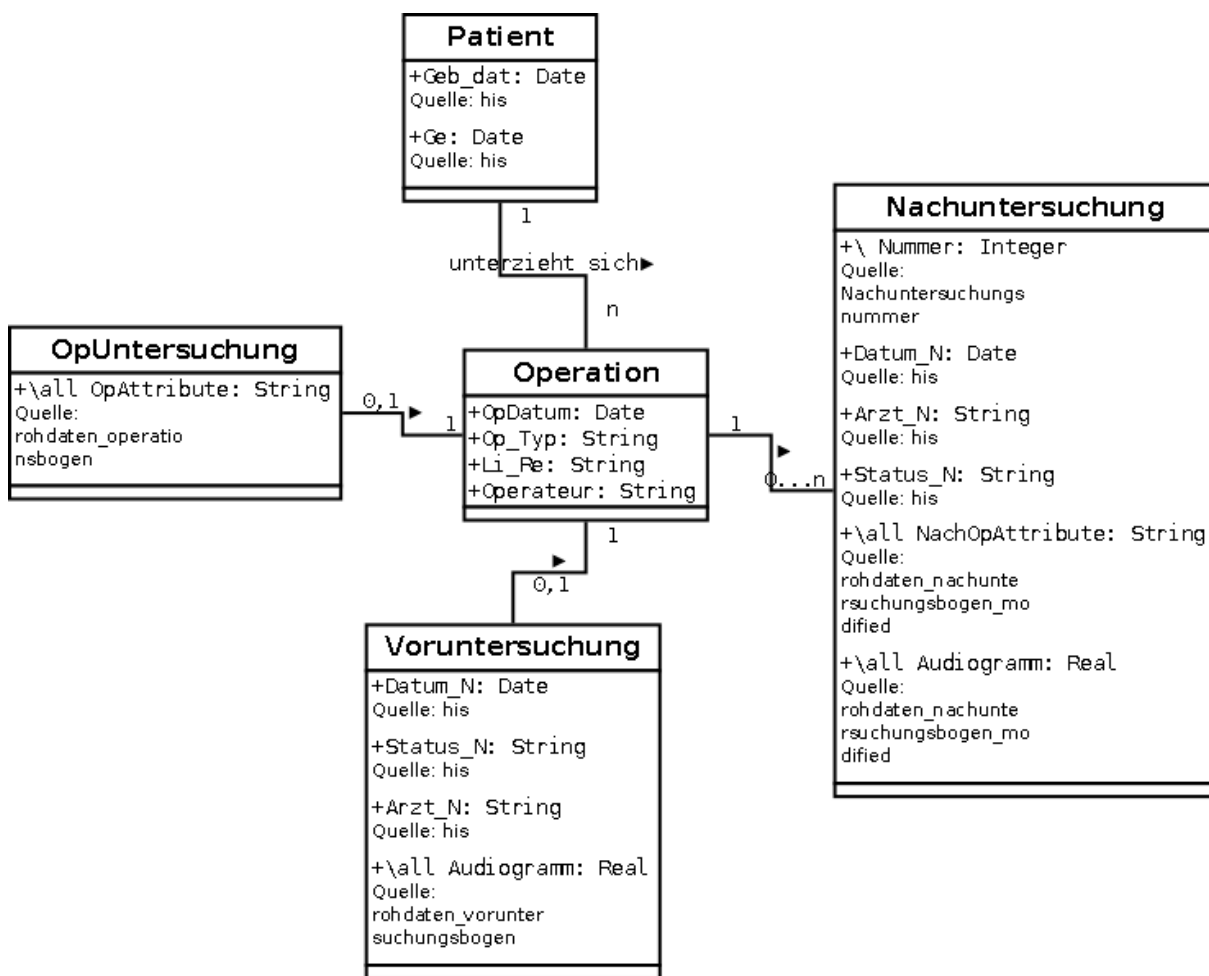 Patient
+Geb_dat: Date
Quelle: his
+Ge: Date
Quelle: his
1
unterzieht sich►
n
OpUntersuchung
+\all OpAttribute: String
Quelle:
rohdaten_operatio
nsbogen
0,1 ►
1
Operation
+OpDatum: Date
+Op_Typ: String
+Li_Re: String
+Operateur: String
1
►
0...n
1
►
0,1
Nachuntersuchung
+\ Nummer: Integer
Quelle:
Nachuntersuchungs
nummer
+Datum_N: Date
Quelle: his
+Arzt_N: String
Quelle: his
+Status_N: String
Quelle: his
+\all NachOpAttribute: String
Quelle:
rohdaten_nachunte
rsuchungsbogen_mo
dified
+\all Audiogramm: Real
Quelle:
rohdaten_nachunte
rsuchungsbogen_mo
dified
Voruntersuchung
+Datum_N: Date
Quelle: his
+Status_N: String
Quelle: his
+Arzt_N: String
Quelle: his
+\all Audiogramm: Real
Quelle:
rohdaten_vorunter
suchungsbogen